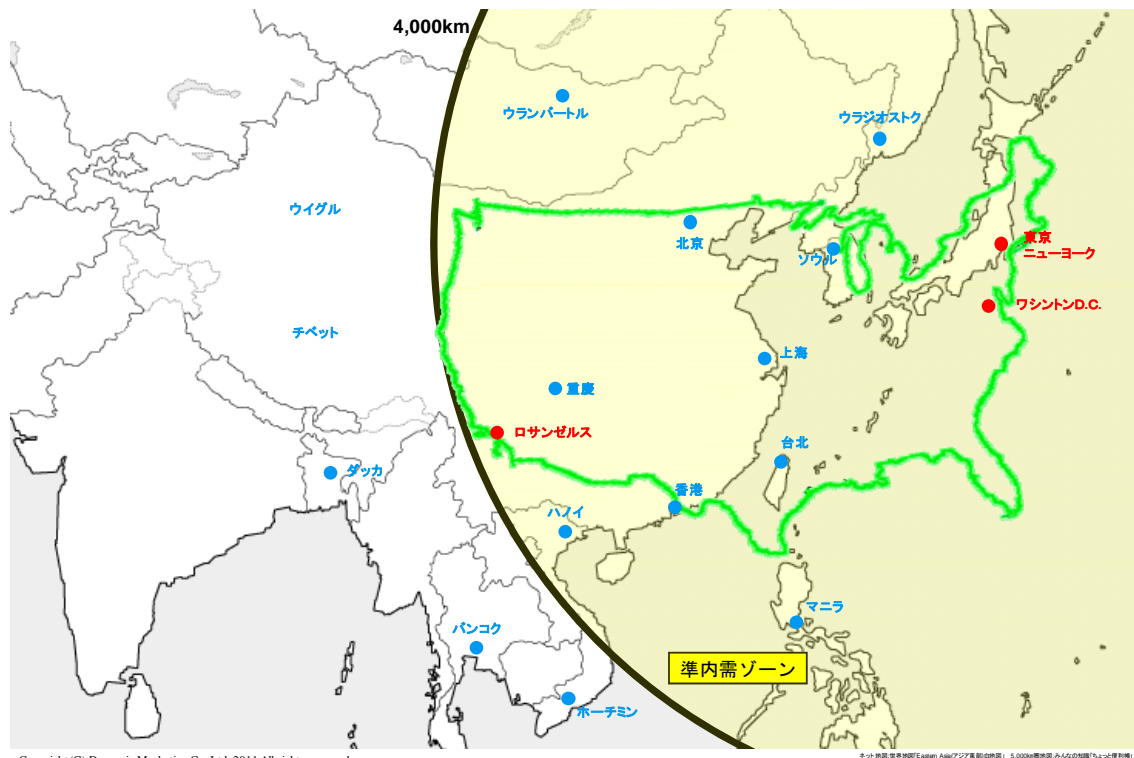 4,000km
ウランバートル
ウラジオストク
ウイグル
北京
ソウル
東京
ニューヨーク
ワシントンD.C.
チベット
上海
重慶
ロサンゼルス
台北
ダッカ
香港
ハノイ
マニラ
バンコク
準内需ゾーン
ホーチミン